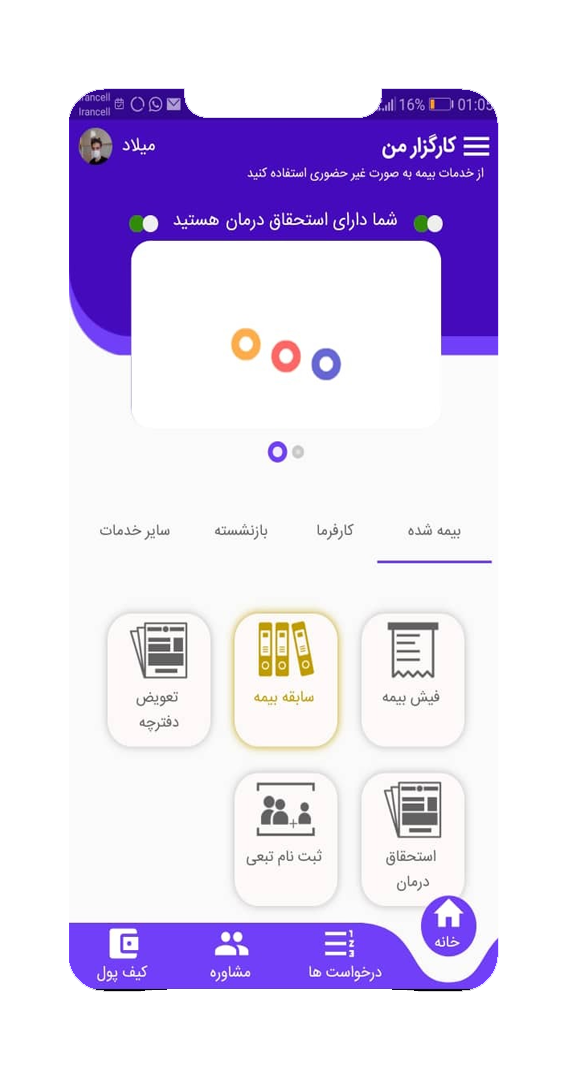 Irancell
Irancell
16%
01:05
کارگزار من
میلاد
از خدمات بیمه به صورت غیر حضوری استفاده کنید
شما دارای استحقاق درمان هستید
بیمه شده
کارفرما
بازنشسته
سایر خدمات
فیش بیمه
سابقه بیمه
تعویض
دفترچه
استحقاق
درمان
ثبت نام تبعی
خانه
درخواست ها
مشاوره
کیف پول